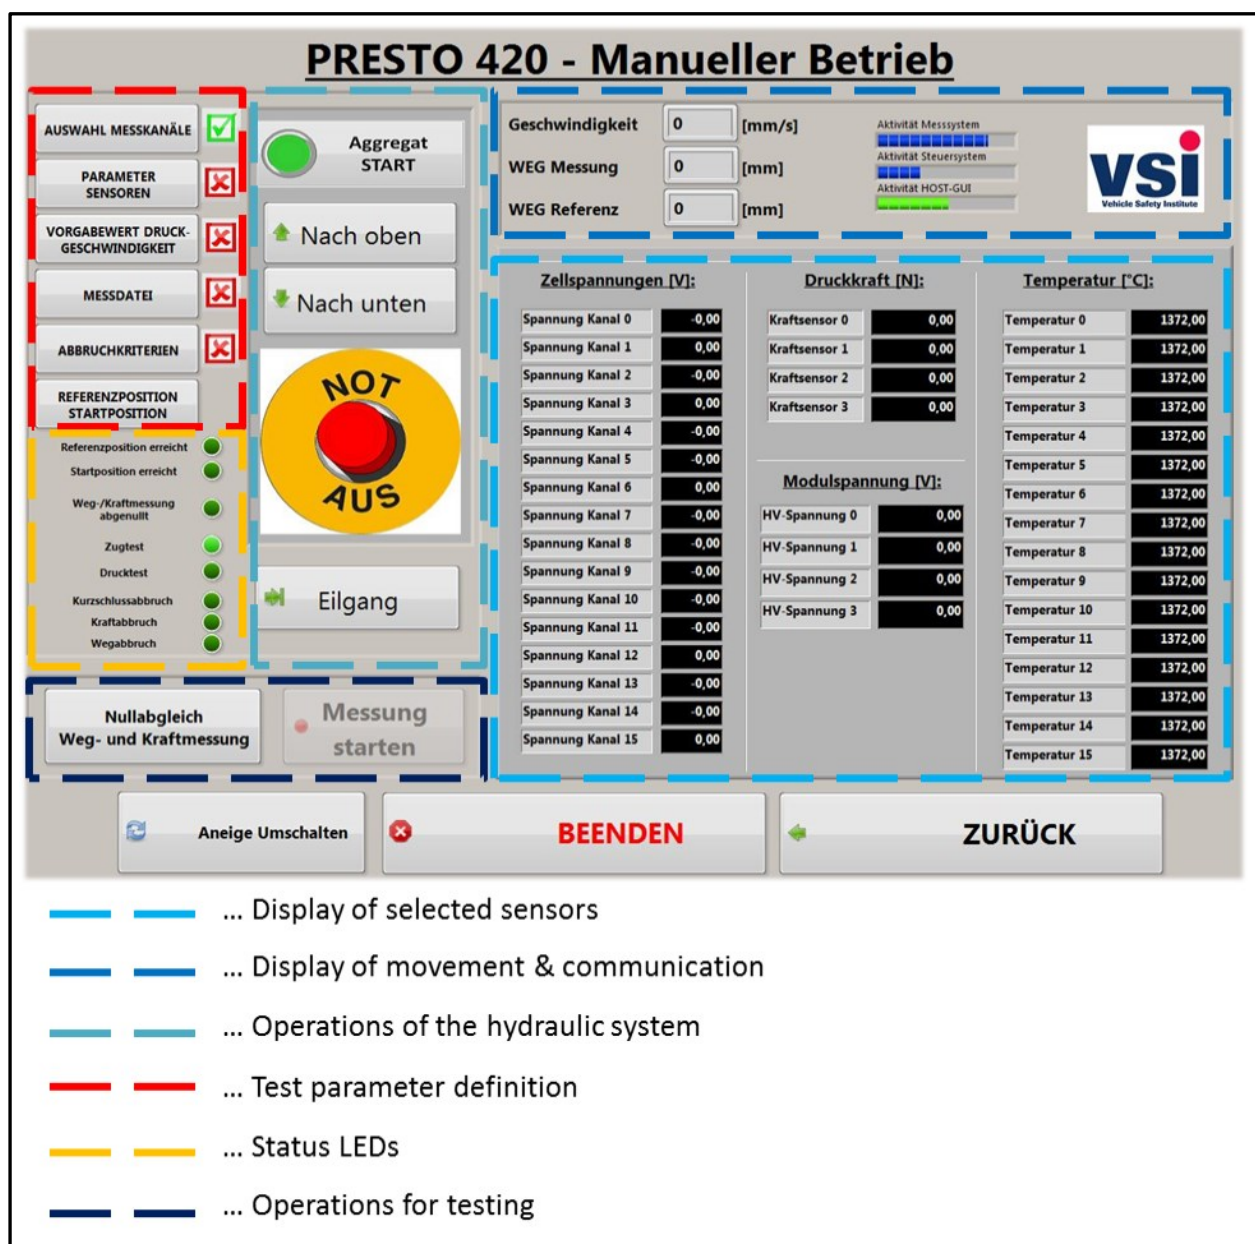 PRESTO 420 - Manueller Betrieb
AUSWAHL MESSKANÄLE
PARAMETER
SENSOREN
VORGABEWERT DRUCK-
GESCHWINDIGKEIT
MESSDATEI
ABBRUCHKRITERIEN
REFERENZPOSITION
STARTPOSITION
Referenzposition erreicht
Startposition erreicht
Weg-/Kraftmessung
abgenullt
Zugtest
Drucktest
Kurzschlussabbruch
Kraftabbruch
Wegabbruch
Aggregat
START
Nach oben
Nach unten
NOT
AUS
Eilgang
Nullabgleich
Weg- und Kraftmessung
Messung
starten
Geschwindigkeit 0 [mm/s]
WEG Messung 0 [mm]
WEG Referenz 0 [mm]
Aktivität Messsystem
Aktivität Steuersystem
Aktivität HOST-GUI
vsi
Vehicle Safety Institute
Zellspannungen [V]:
Spannung Kanal 0 -0,00
Spannung Kanal 1 0,00
Spannung Kanal 2 -0,00
Spannung Kanal 3 0,00
Spannung Kanal 4 -0,00
Spannung Kanal 5 -0,00
Spannung Kanal 6 0,00
Spannung Kanal 7 -0,00
Spannung Kanal 8 -0,00
Spannung Kanal 9 -0,00
Spannung Kanal 10 -0,00
Spannung Kanal 11 -0,00
Spannung Kanal 12 0,00
Spannung Kanal 13 -0,00
Spannung Kanal 14 -0,00
Spannung Kanal 15 0,00
Druckkraft [N]:
Kraftsensor 0 0,00
Kraftsensor 1 0,00
Kraftsensor 2 0,00
Kraftsensor 3 0,00
Modulspannung [V]:
HV-Spannung 0 0,00
HV-Spannung 1 0,00
HV-Spannung 2 0,00
HV-Spannung 3 0,00
Temperatur [°C]:
Temperatur 0 1372,00
Temperatur 1 1372,00
Temperatur 2 1372,00
Temperatur 3 1372,00
Temperatur 4 1372,00
Temperatur 5 1372,00
Temperatur 6 1372,00
Temperatur 7 1372,00
Temperatur 8 1372,00
Temperatur 9 1372,00
Temperatur 10 1372,00
Temperatur 11 1372,00
Temperatur 12 1372,00
Temperatur 13 1372,00
Temperatur 14 1372,00
Temperatur 15 1372,00
Aneige Umschalten
BEENDEN
ZURÜCK
... Display of selected sensors
... Display of movement & communication
... Operations of the hydraulic system
... Test parameter definition
... Status LEDs
... Operations for testing